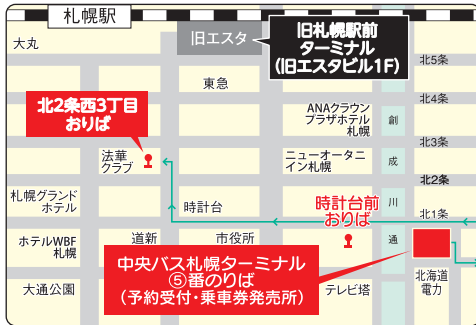 札幌駅
大丸
旧エスタ
旧札幌駅前
ターミナル
(旧エスタビル1F)
北5条
東急
北4条
北2条西3丁目
おりば
ANAクラウン
プラザホテル
札幌
創
北3条
法華
クラブ
ニューオータニ
イン札幌
成
北2条
札幌グランド
ホテル
時計台
時計台前
おりば
川
北1条
ホテルWBF
札幌
道新
市役所
通
中央バス札幌ターミナル
⑤番のりば
(予約受付・乗車券発売所)
大通公園
テレビ塔
北海道
電力